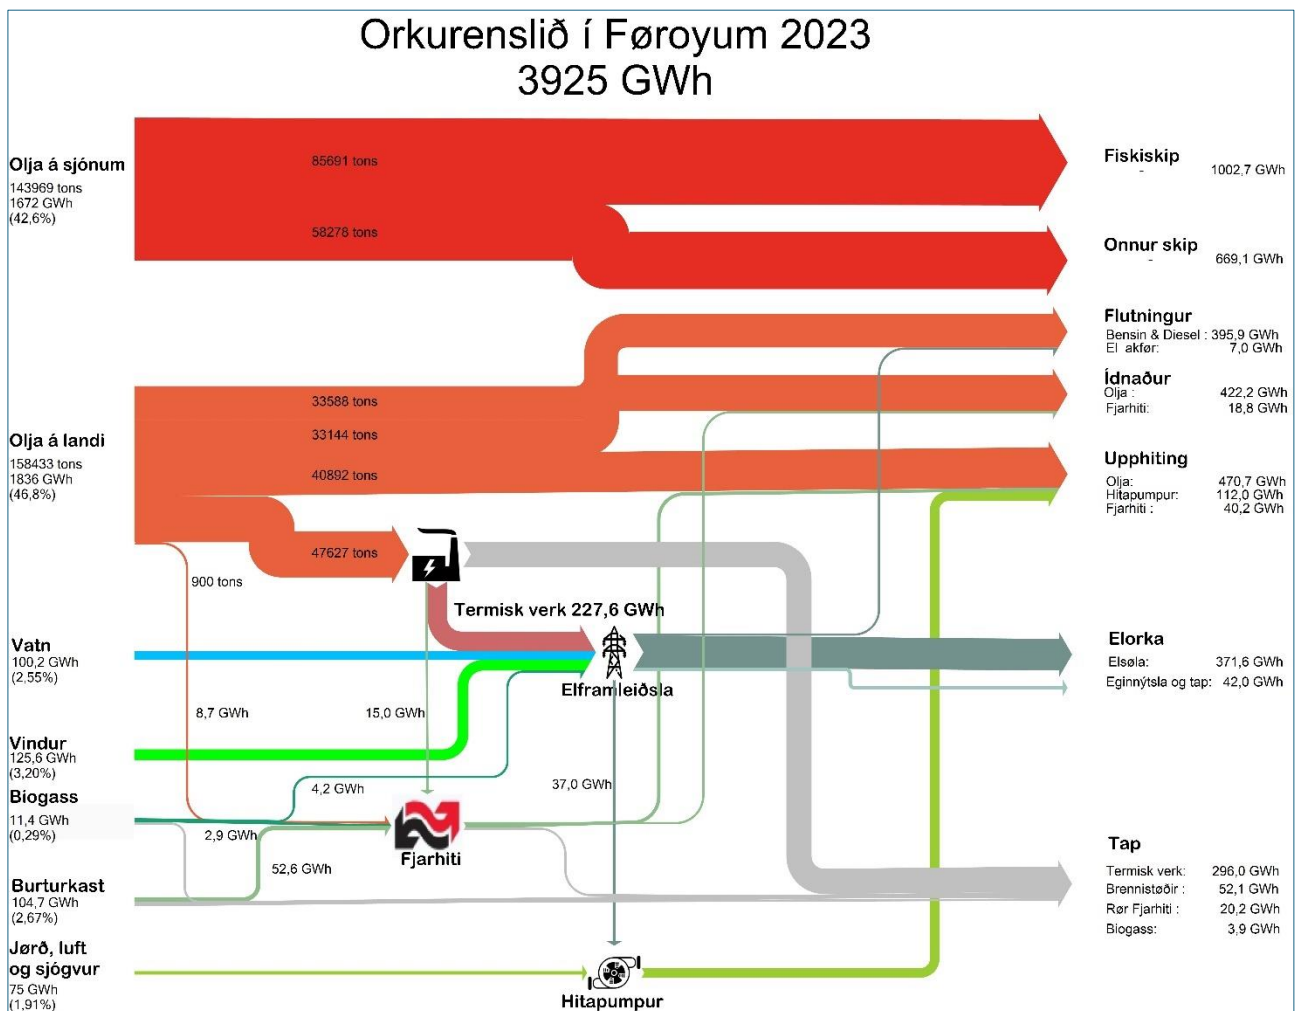 Orkurenslið í Føroyum 2023
3925 GWh
Olja á sjónum
143969 tons
1672 GWh
(42,6%)
85691 tons
58278 tons
Fiskiskip
- 1002,7 GWh
Onnur skip
- 669,1 GWh
Flutningur
Bensin & Diesel : 395,9 GWh
El akfør: 7,0 GWh
Ídnaður
Olja : 422,2 GWh
Fjarhiti: 18,8 GWh
Olja á landi
158433 tons
1836 GWh
(46,8%)
33588 tons
33144 tons
40892 tons
47627 tons
900 tons
Upphiting
Olja: 470,7 GWh
Hitapumpur: 112,0 GWh
Fjarhiti : 40,2 GWh
Termisk verk 227,6 GWh
Vatn
100,2 GWh
(2,55%)
Elframleiðsla
Elorka
Elsøla: 371,6 GWh
Eginnýtsla og tap: 42,0 GWh
8,7 GWh
15,0 GWh
Vindur
125,6 GWh
(3,20%)
4,2 GWh
37,0 GWh
Biogass
11,4 GWh
(0,29%)
2,9 GWh
Fjarhiti
52,6 GWh
Burturkast
104,7 GWh
(2,67%)
Tap
Termisk verk: 296,0 GWh
Brennistøðir : 52,1 GWh
Rør Fjarhiti : 20,2 GWh
Biogass: 3,9 GWh
Jørð, luft
og sjógvur
75 GWh
(1,91%)
Hitapumpur